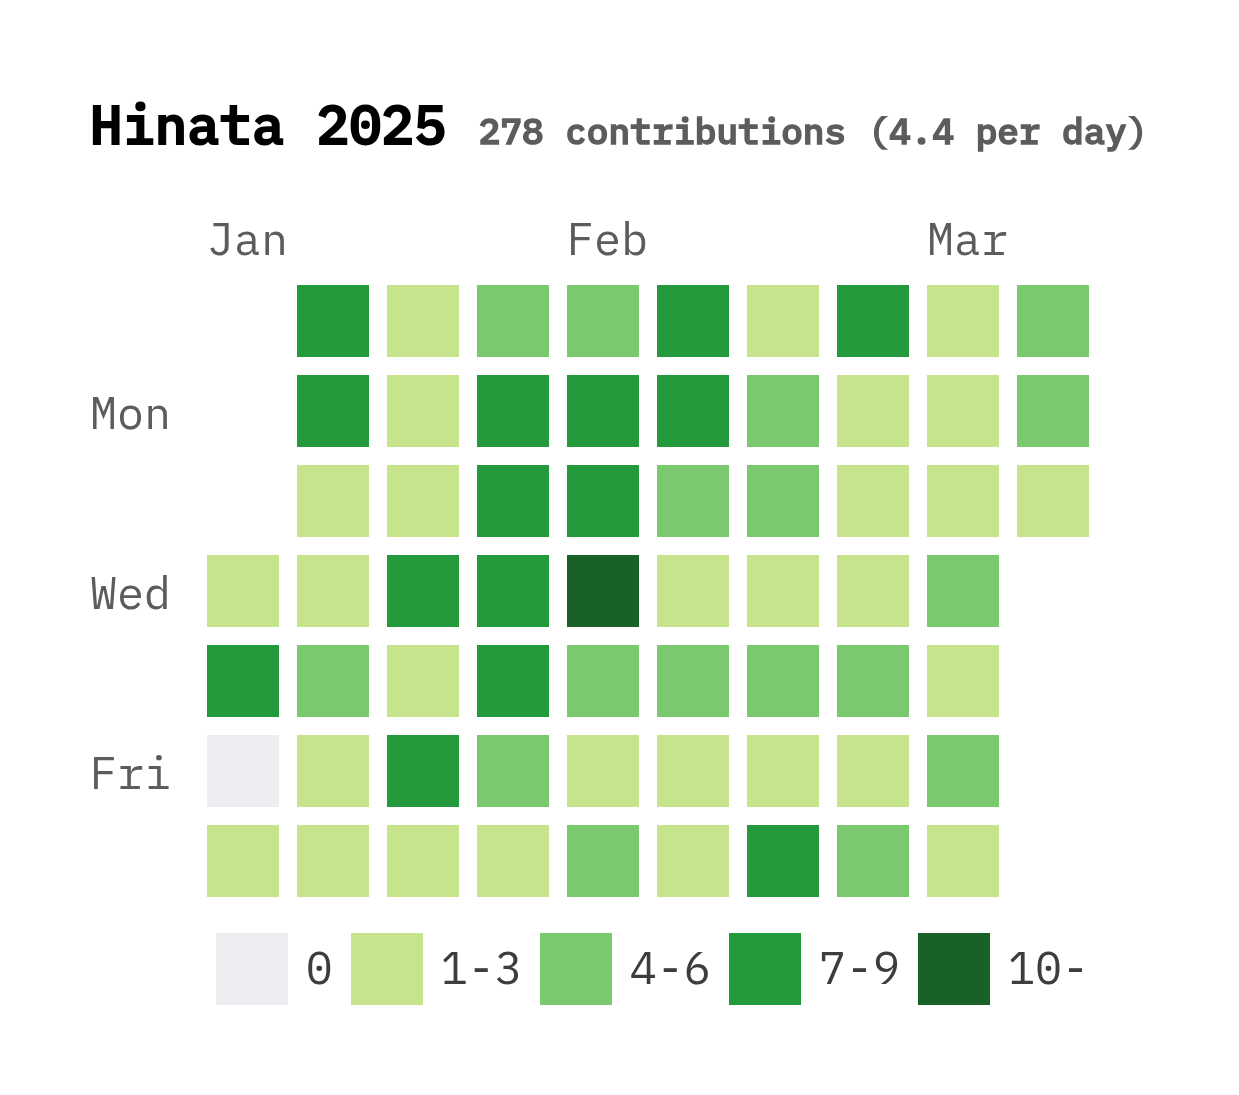 Hinata 2025 278 contributions (4.4 per day)
Jan Feb Mar
Mon
Wed
Fri
0 1-3 4-6 7-9 10-